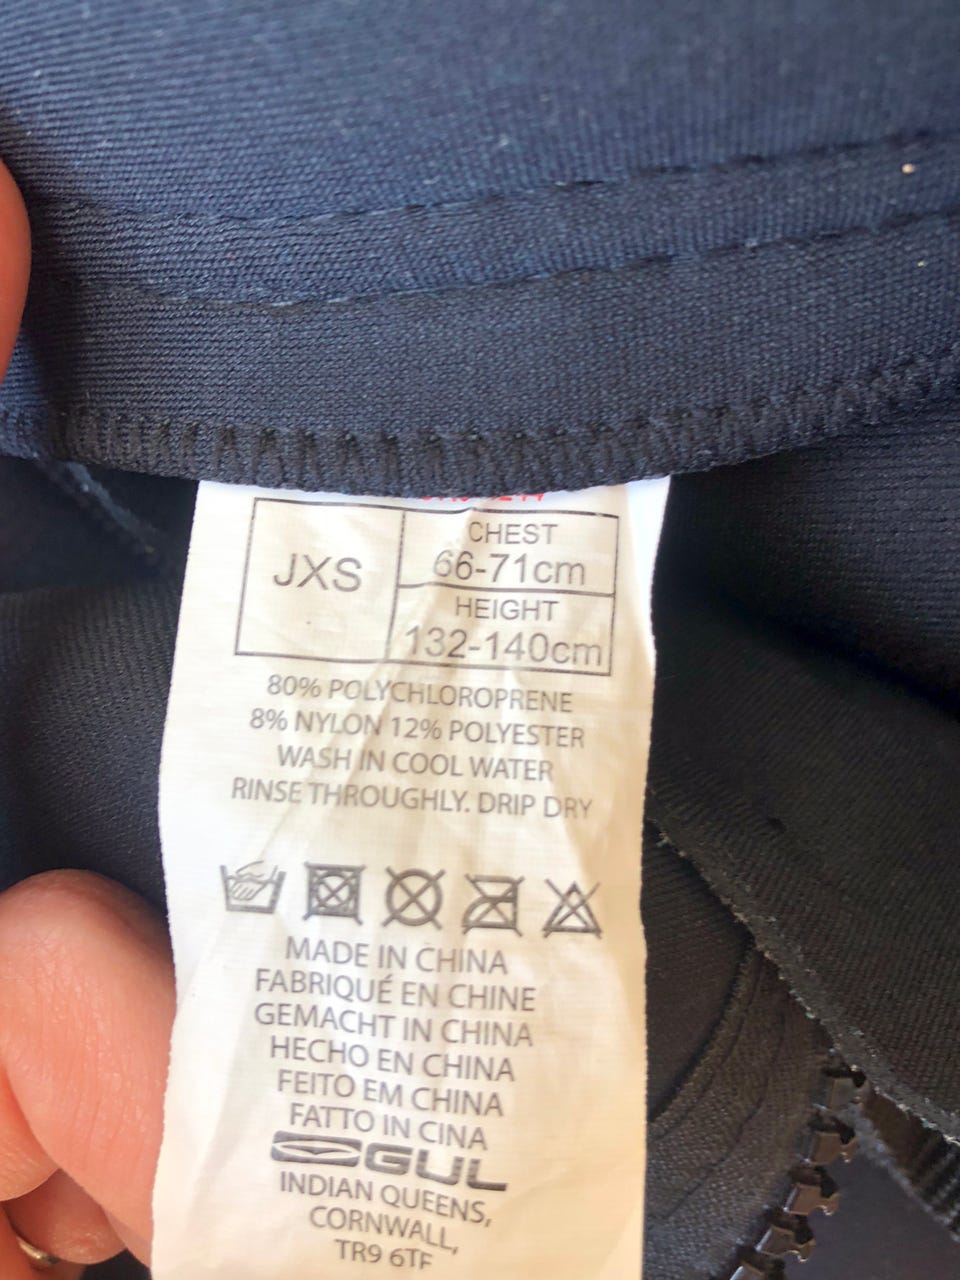 JXS
CHEST
66-71cm
HEIGHT
132-140cm
80% POLYCHLOROPRENE
8% NYLON 12% POLYESTER
WASH IN COOL WATER
RINSE THROUGHLY. DRIP DRY
MADE IN CHINA
FABRIQUÉ EN CHINE
GEMACHT IN CHINA
HECHO EN CHINA
FEITO EM CHINA
FATTO IN CINA
GUL
INDIAN QUEENS,
CORNWALL,
TR9 6TF